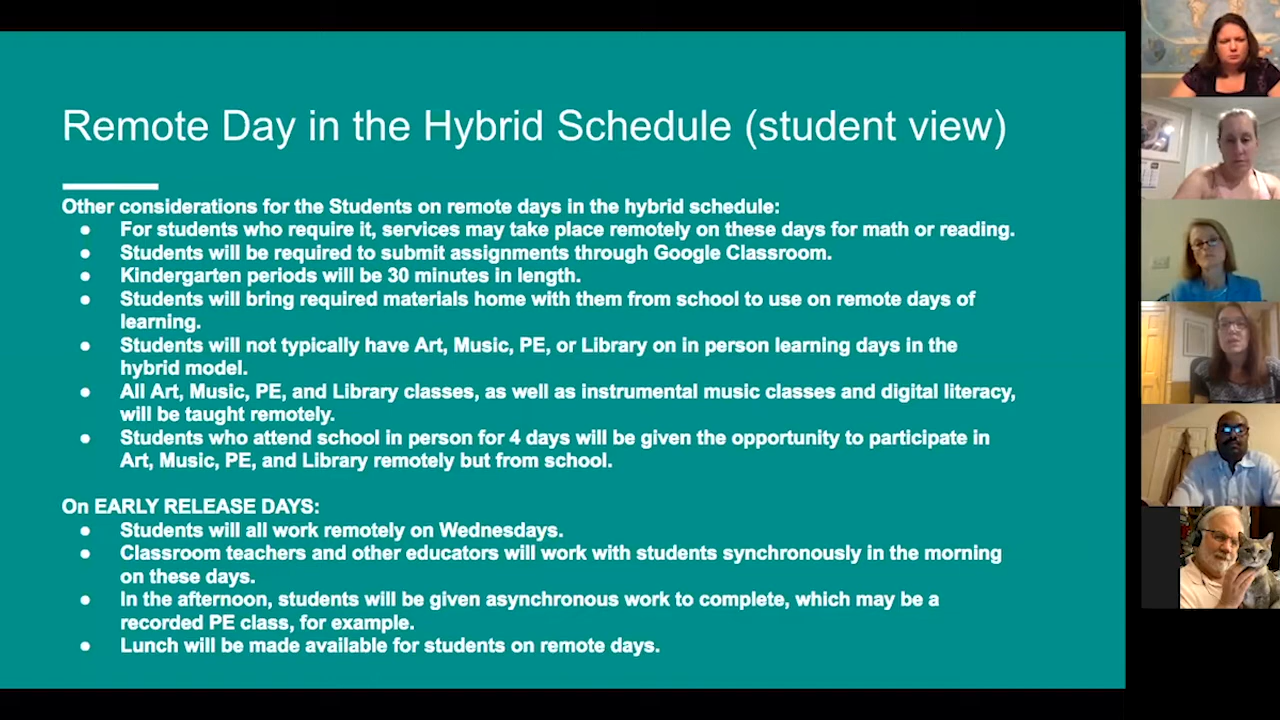 Remote Day in the Hybrid Schedule (student view)
Other considerations for the Students on remote days in the hybrid schedule:
● For students who require it, services may take place remotely on these days for math or reading.
● Students will be required to submit assignments through Google Classroom.
● Kindergarten periods will be 30 minutes in length.
● Students will bring required materials home with them from school to use on remote days of
learning.
● Students will not typically have Art, Music, PE, or Library on in person learning days in the
hybrid model.
● All Art, Music, PE, and Library classes, as well as instrumental music classes and digital literacy,
will be taught remotely.
● Students who attend school in person for 4 days will be given the opportunity to participate in
Art, Music, PE, and Library remotely but from school.
On EARLY RELEASE DAYS:
● Students will all work remotely on Wednesdays.
● Classroom teachers and other educators will work with students synchronously in the morning
on these days.
● In the afternoon, students will be given asynchronous work to complete, which may be a
recorded PE class, for example.
● Lunch will be made available for students on remote days.